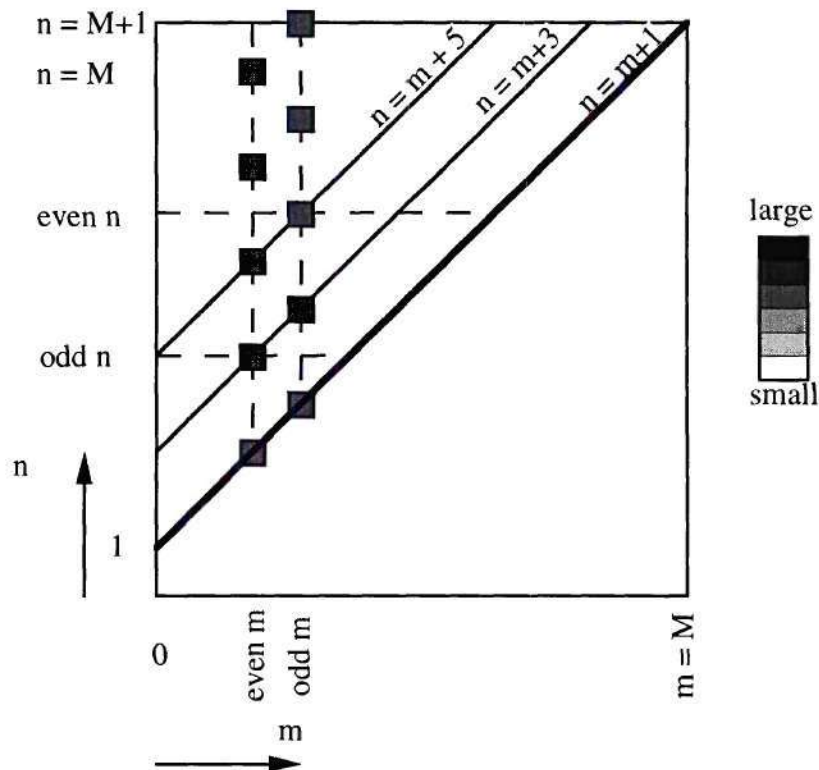 n = M+1
n = M
even n
odd n
n
1
n = m + 5
n = m+3
n = m+1
large
small
0
even m
odd m
m = M
m